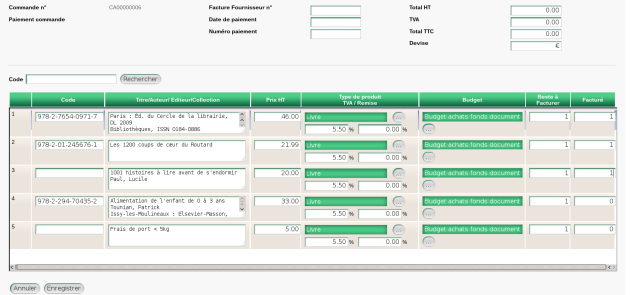 Commande n° CA00000006 Facture Fournisseur n° Total HT 0.00
Paiement commande Date de paiement TVA 0.00
Numéro paiement Total TTC 0.00
Devise €
Code Rechercher
Code Titre/Auteur/ Editeur/Collection Prix HT Type de produit TVA / Remise Budget Reste à Facturer Facturé
1 978-2-7654-0971-7 Paris : Éd. du Cercle de la librairie, 46.00 Livre ... Budget achats fonds document 1 1
DL 2009
Bibliothèques, ISSN 0184-0886 5.50 % 0.00 % ...
2 978-2-01-245676-1 Les 1200 coups de cœur du Routard 21.99 Livre ... Budget achats fonds document 1 1
5.50 % 0.00 % ...
3 1001 histoires à lire avant de s'endormir 20.00 Livre ... Budget achats fonds document 1 1
Paul, Lucile
5.50 % 0.00 % ...
4 978-2-294-70435-2 Alimentation de l'enfant de 0 à 3 ans 33.00 Livre ... Budget achats fonds document 1 0
Tounian, Patrick
Issy-les-Moulineaux : Elsevier-Masson, 5.50 % 0.00 % ...
5 Frais de port < 5kg 5.00 Livre ... Budget achats fonds document 1 0
5.50 % 0.00 % ...
Annuler Enregistrer